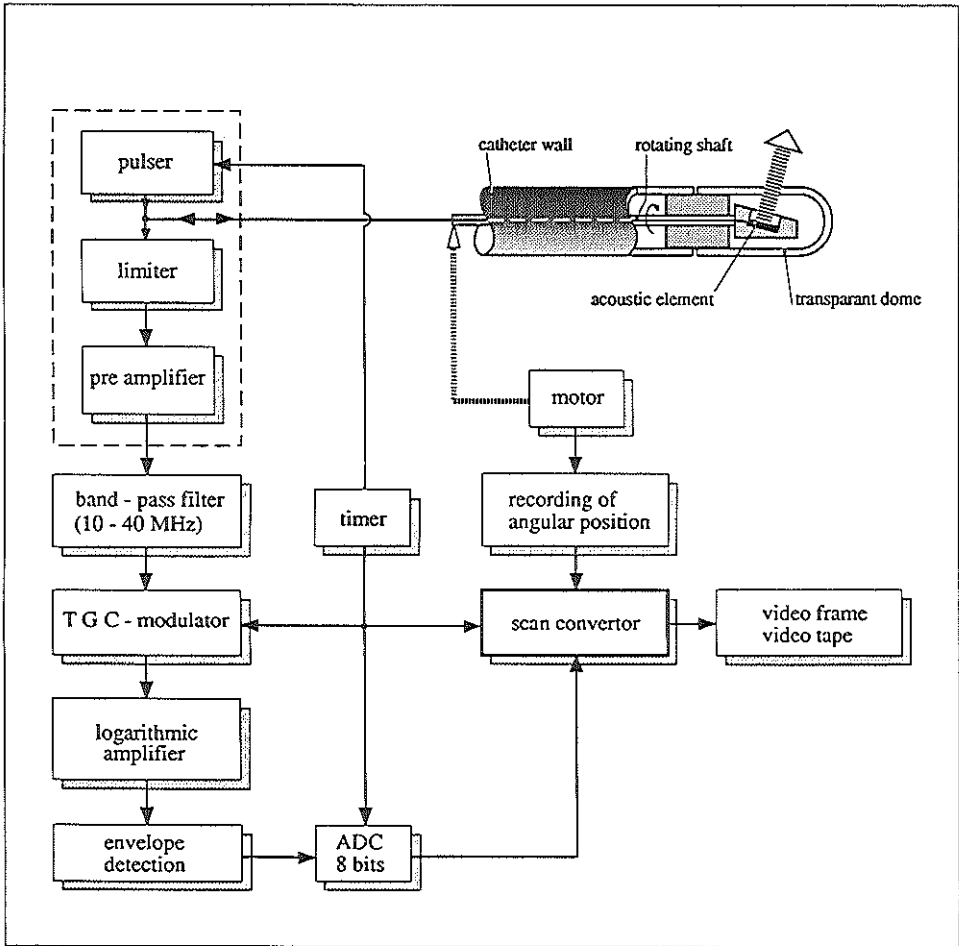 pulser
limiter
pre amplifier
band - pass filter
(10 - 40 MHz)
T G C - modulator
logarithmic
amplifier
envelope
detection
timer
ADC
8 bits
catheter wall
rotating shaft
acoustic element
transparant dome
motor
recording of
angular position
scan convertor
video frame
video tape